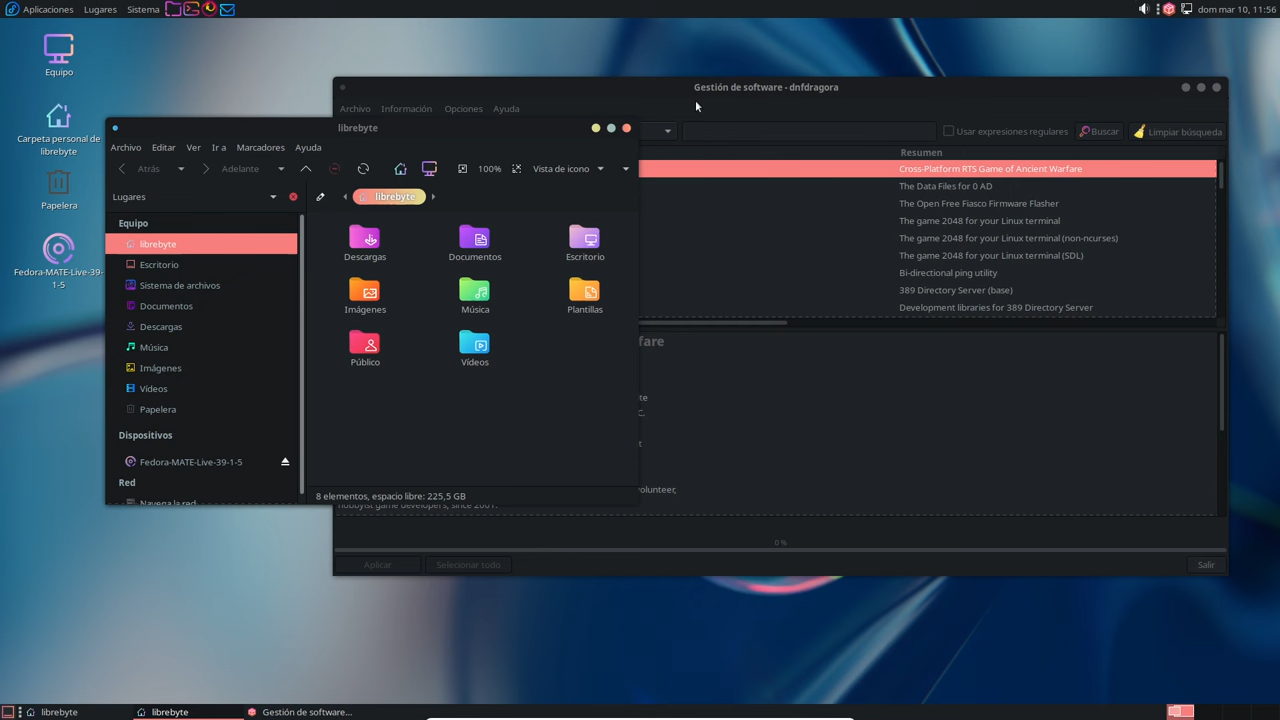 Aplicaciones Lugares Sistema
dom mar 10, 11:56
Equipo
Carpeta personal de
librebyte
Papelera
Fedora-MATE-Live-39-
1-5
Gestión de software - dnfdragora
Archivo Información Opciones Ayuda
Usar expresiones regulares Buscar Limpiar búsqueda
Resumen
Cross-Platform RTS Game of Ancient Warfare
The Data Files for 0 AD
The Open Free Fiasco Firmware Flasher
The game 2048 for your Linux terminal
The game 2048 for your Linux terminal (non-ncurses)
The game 2048 for your Linux terminal (SDL)
Bi-directional ping utility
389 Directory Server (base)
Development libraries for 389 Directory Server
fare
te
C,
t
olunteer,
hobbyist game developers, since 2001.
0 %
Aplicar Seleccionar todo Salir
librebyte
Archivo Editar Ver Ir a Marcadores Ayuda
Atrás Adelante 100% Vista de icono
Lugares
librebyte
Equipo
librebyte
Escritorio
Sistema de archivos
Documentos
Descargas
Música
Imágenes
Vídeos
Papelera
Dispositivos
Fedora-MATE-Live-39-1-5
Red
Navega la red
Descargas Documentos Escritorio
Imágenes Música Plantillas
Público Vídeos
8 elementos, espacio libre: 225,5 GB
librebyte librebyte Gestión de software...